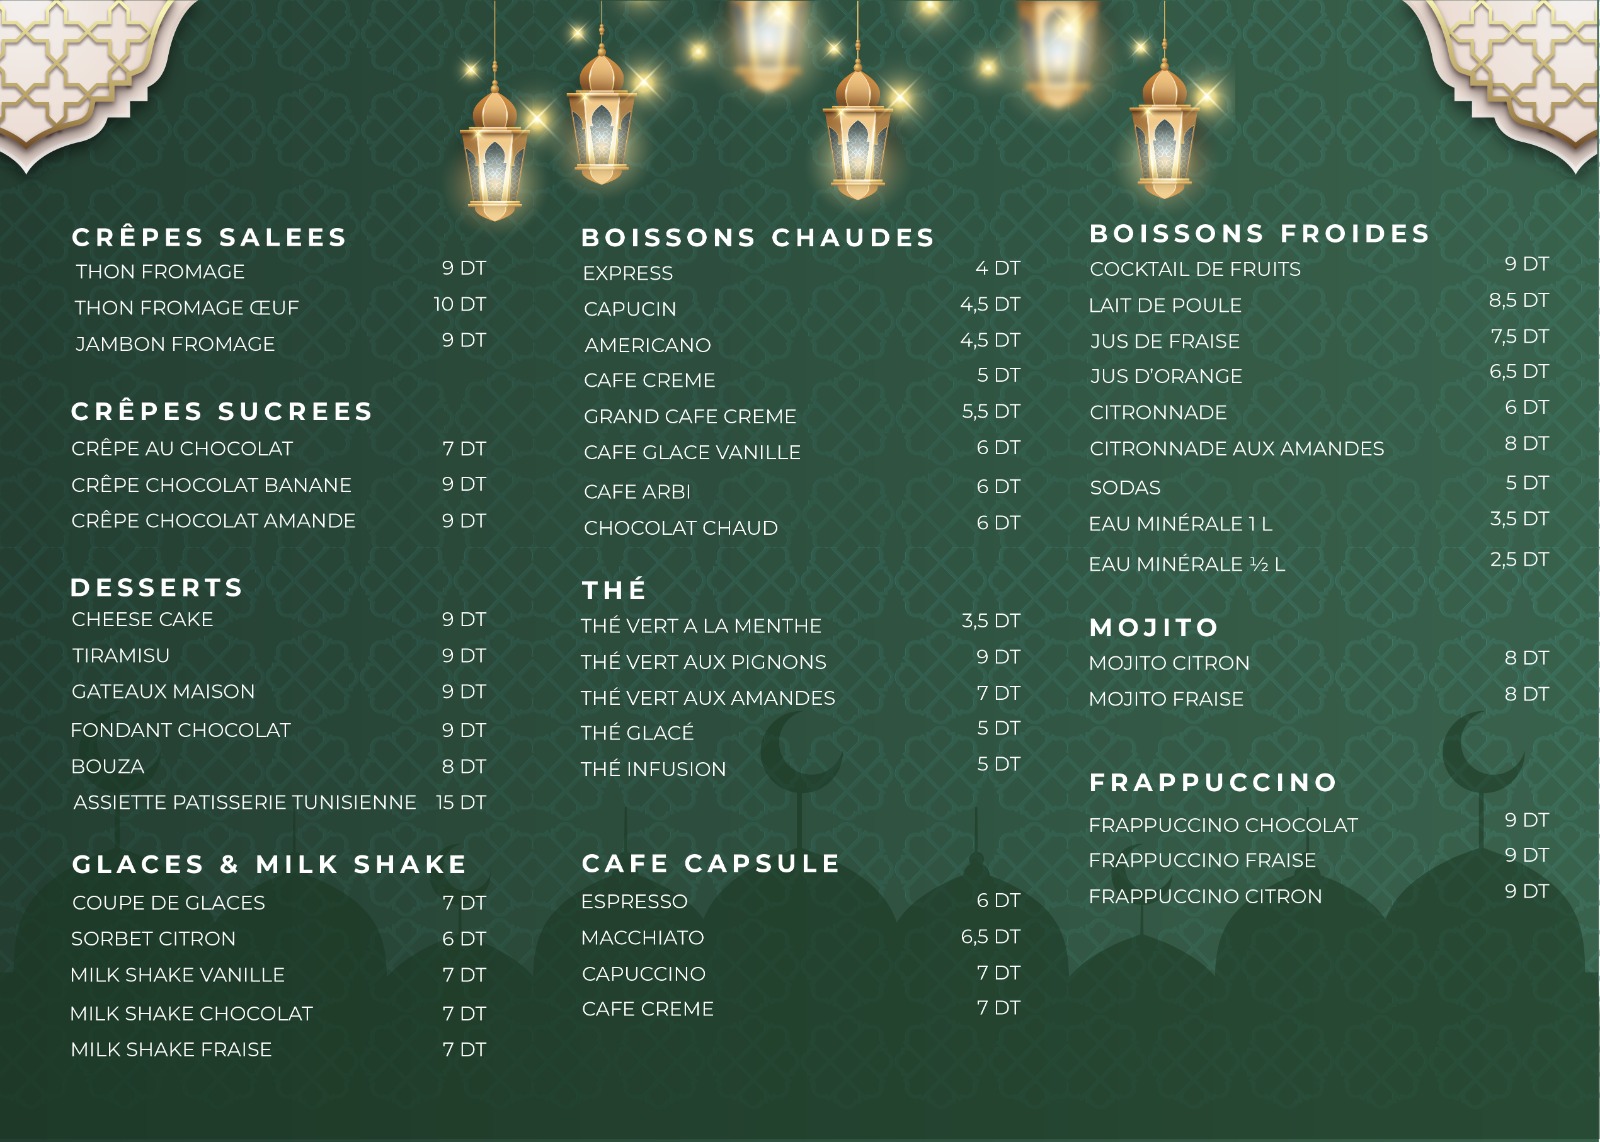 CRÊPES SALEES
THON FROMAGE 9 DT
THON FROMAGE ŒUF 10 DT
JAMBON FROMAGE 9 DT
CRÊPES SUCREES
CRÊPE AU CHOCOLAT 7 DT
CRÊPE CHOCOLAT BANANE 9 DT
CRÊPE CHOCOLAT AMANDE 9 DT
DESSERTS
CHEESE CAKE 9 DT
TIRAMISU 9 DT
GATEAUX MAISON 9 DT
FONDANT CHOCOLAT 9 DT
BOUZA 8 DT
ASSIETTE PATISSERIE TUNISIENNE 15 DT
GLACES & MILK SHAKE
COUPE DE GLACES 7 DT
SORBET CITRON 6 DT
MILK SHAKE VANILLE 7 DT
MILK SHAKE CHOCOLAT 7 DT
MILK SHAKE FRAISE 7 DT
BOISSONS CHAUDES
EXPRESS 4 DT
CAPUCIN 4,5 DT
AMERICANO 4,5 DT
CAFE CREME 5 DT
GRAND CAFE CREME 5,5 DT
CAFE GLACE VANILLE 6 DT
CAFE ARBI 6 DT
CHOCOLAT CHAUD 6 DT
THÉ
THÉ VERT A LA MENTHE 3,5 DT
THÉ VERT AUX PIGNONS 9 DT
THÉ VERT AUX AMANDES 7 DT
THÉ GLACÉ 5 DT
THÉ INFUSION 5 DT
CAFE CAPSULE
ESPRESSO 6 DT
MACCHIATO 6,5 DT
CAPUCCINO 7 DT
CAFE CREME 7 DT
BOISSONS FROIDES
COCKTAIL DE FRUITS 9 DT
LAIT DE POULE 8,5 DT
JUS DE FRAISE 7,5 DT
JUS D'ORANGE 6,5 DT
CITRONNADE 6 DT
CITRONNADE AUX AMANDES 8 DT
SODAS 5 DT
EAU MINÉRALE 1 L 3,5 DT
EAU MINÉRALE ½ L 2,5 DT
MOJITO
MOJITO CITRON 8 DT
MOJITO FRAISE 8 DT
FRAPPUCCINO
FRAPPUCCINO CHOCOLAT 9 DT
FRAPPUCCINO FRAISE 9 DT
FRAPPUCCINO CITRON 9 DT